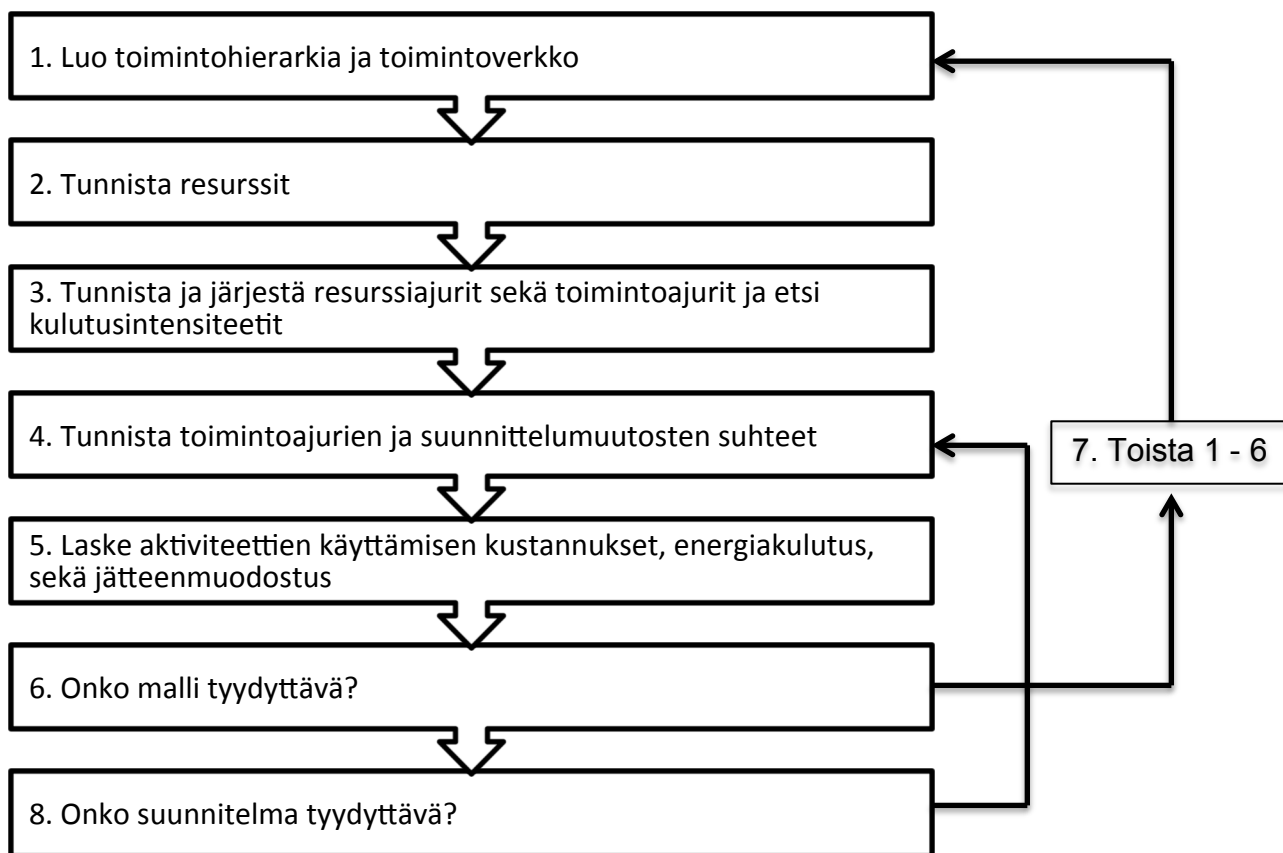 1. Luo toimintohierarkia ja toimintoverkko
2. Tunnista resurssit
3. Tunnista ja järjestä resurssiajurit sekä toimintoajurit ja etsi
kulutusintensiteetit
4. Tunnista toimintoajurien ja suunnittelumuutosten suhteet
7. Toista 1 - 6
5. Laske aktiviteettien käyttämisen kustannukset, energiakulutus,
sekä jätteenmuodostus
6. Onko malli tyydyttävä?
8. Onko suunnitelma tyydyttävä?